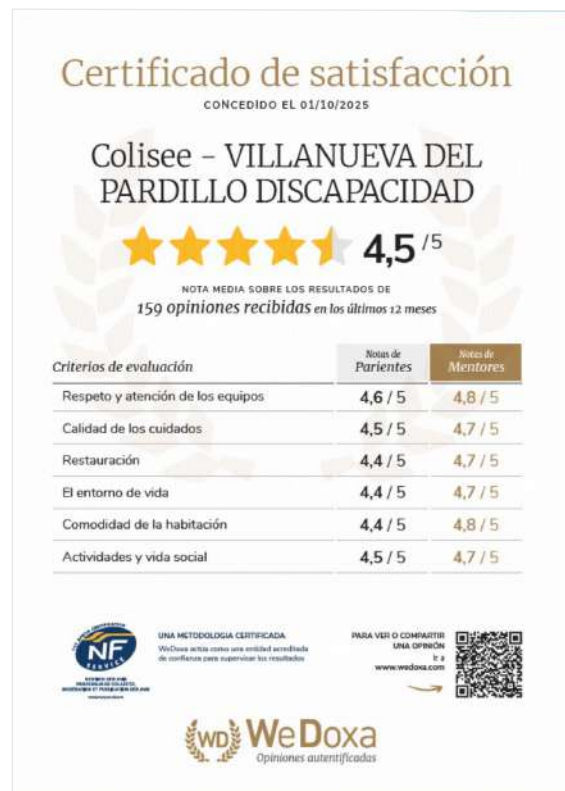 Certificado de satisfacción
CONCEDIDO EL 01/10/2025
Colisee – VILLANUEVA DEL
PARDILLO DISCAPACIDAD
4,5 /5
NOTA MEDIA SOBRE LOS RESULTADOS DE
159 opiniones recibidas en los últimos 12 meses
Criterios de evaluación
Notas de Parientes
Notas de Mentores
Respeto y atención de los equipos 4,6 / 5 4,8 / 5
Calidad de los cuidados 4,5 / 5 4,7 / 5
Restauración 4,4 / 5 4,7 / 5
El entorno de vida 4,4 / 5 4,7 / 5
Comodidad de la habitación 4,4 / 5 4,8 / 5
Actividades y vida social 4,5 / 5 4,7 / 5
NF
SERVICE
UNA METODOLOGIA CERTIFICADA
WeDoxa actúa como una entidad acreditada
de confianza para supervisar los resultados
PARA VER O COMPARTIR
UNA OPINIÓN
Ir a
www.wedoxa.com
WD WeDoxa
Opiniones autentificadas